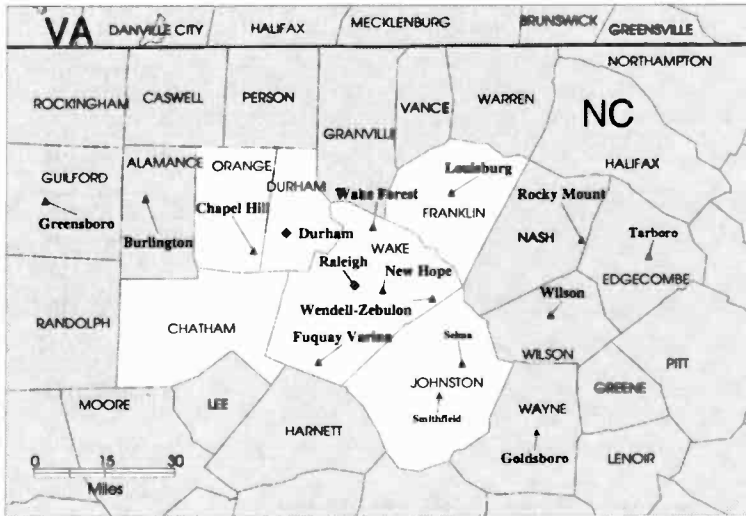 VA
DANVILLE CITY
HALIFAX
MECKLENBURG
BRUNSWICK
GREENSVILLE
NORTHAMPTON
ROCKINGHAM
CASWELL
PERSON
VANCE
WARREN
NC
GRANVILLE
GUILFORD
ALAMANCE
ORANGE
DURHAM
Louisburg
HALIFAX
Chapel Hill
Wake Forest
FRANKLIN
Rocky Mount
Greensboro
Burlington
Durham
WAKE
NASH
Tarboro
Raleigh
New Hope
EDGECOMBE
Wendell-Zebulon
Wilson
RANDOLPH
CHATHAM
Fuquay Varina
Selma
WILSON
PITT
JOHNSTON
GREENE
MOORE
LEE
WAYNE
Smithfield
HARNETT
Goldsboro
LENOIR
0 15 30
Miles